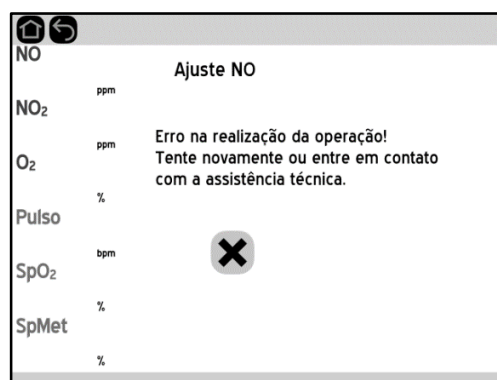 NO
Ajuste NO
ppm
NO₂
ppm
Erro na realização da operação!
Tente novamente ou entre em contato
com a assistência técnica.
O₂
%
Pulso
bpm
SpO₂
%
SpMet
%